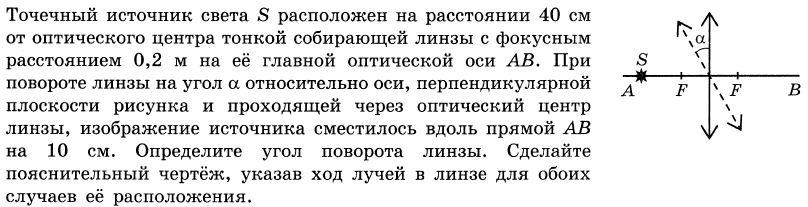 Точечный источник света S расположен на расстоянии 40 см
от оптического центра тонкой собирающей линзы с фокусным
расстоянием 0,2 м на её главной оптической оси AB. При
повороте линзы на угол α относительно оси, перпендикулярной
плоскости рисунка и проходящей через оптический центр
линзы, изображение источника сместилось вдоль прямой AB
на 10 см. Определите угол поворота линзы. Сделайте
пояснительный чертёж, указав ход лучей в линзе для обоих
случаев её расположения.
α
S
A F F B